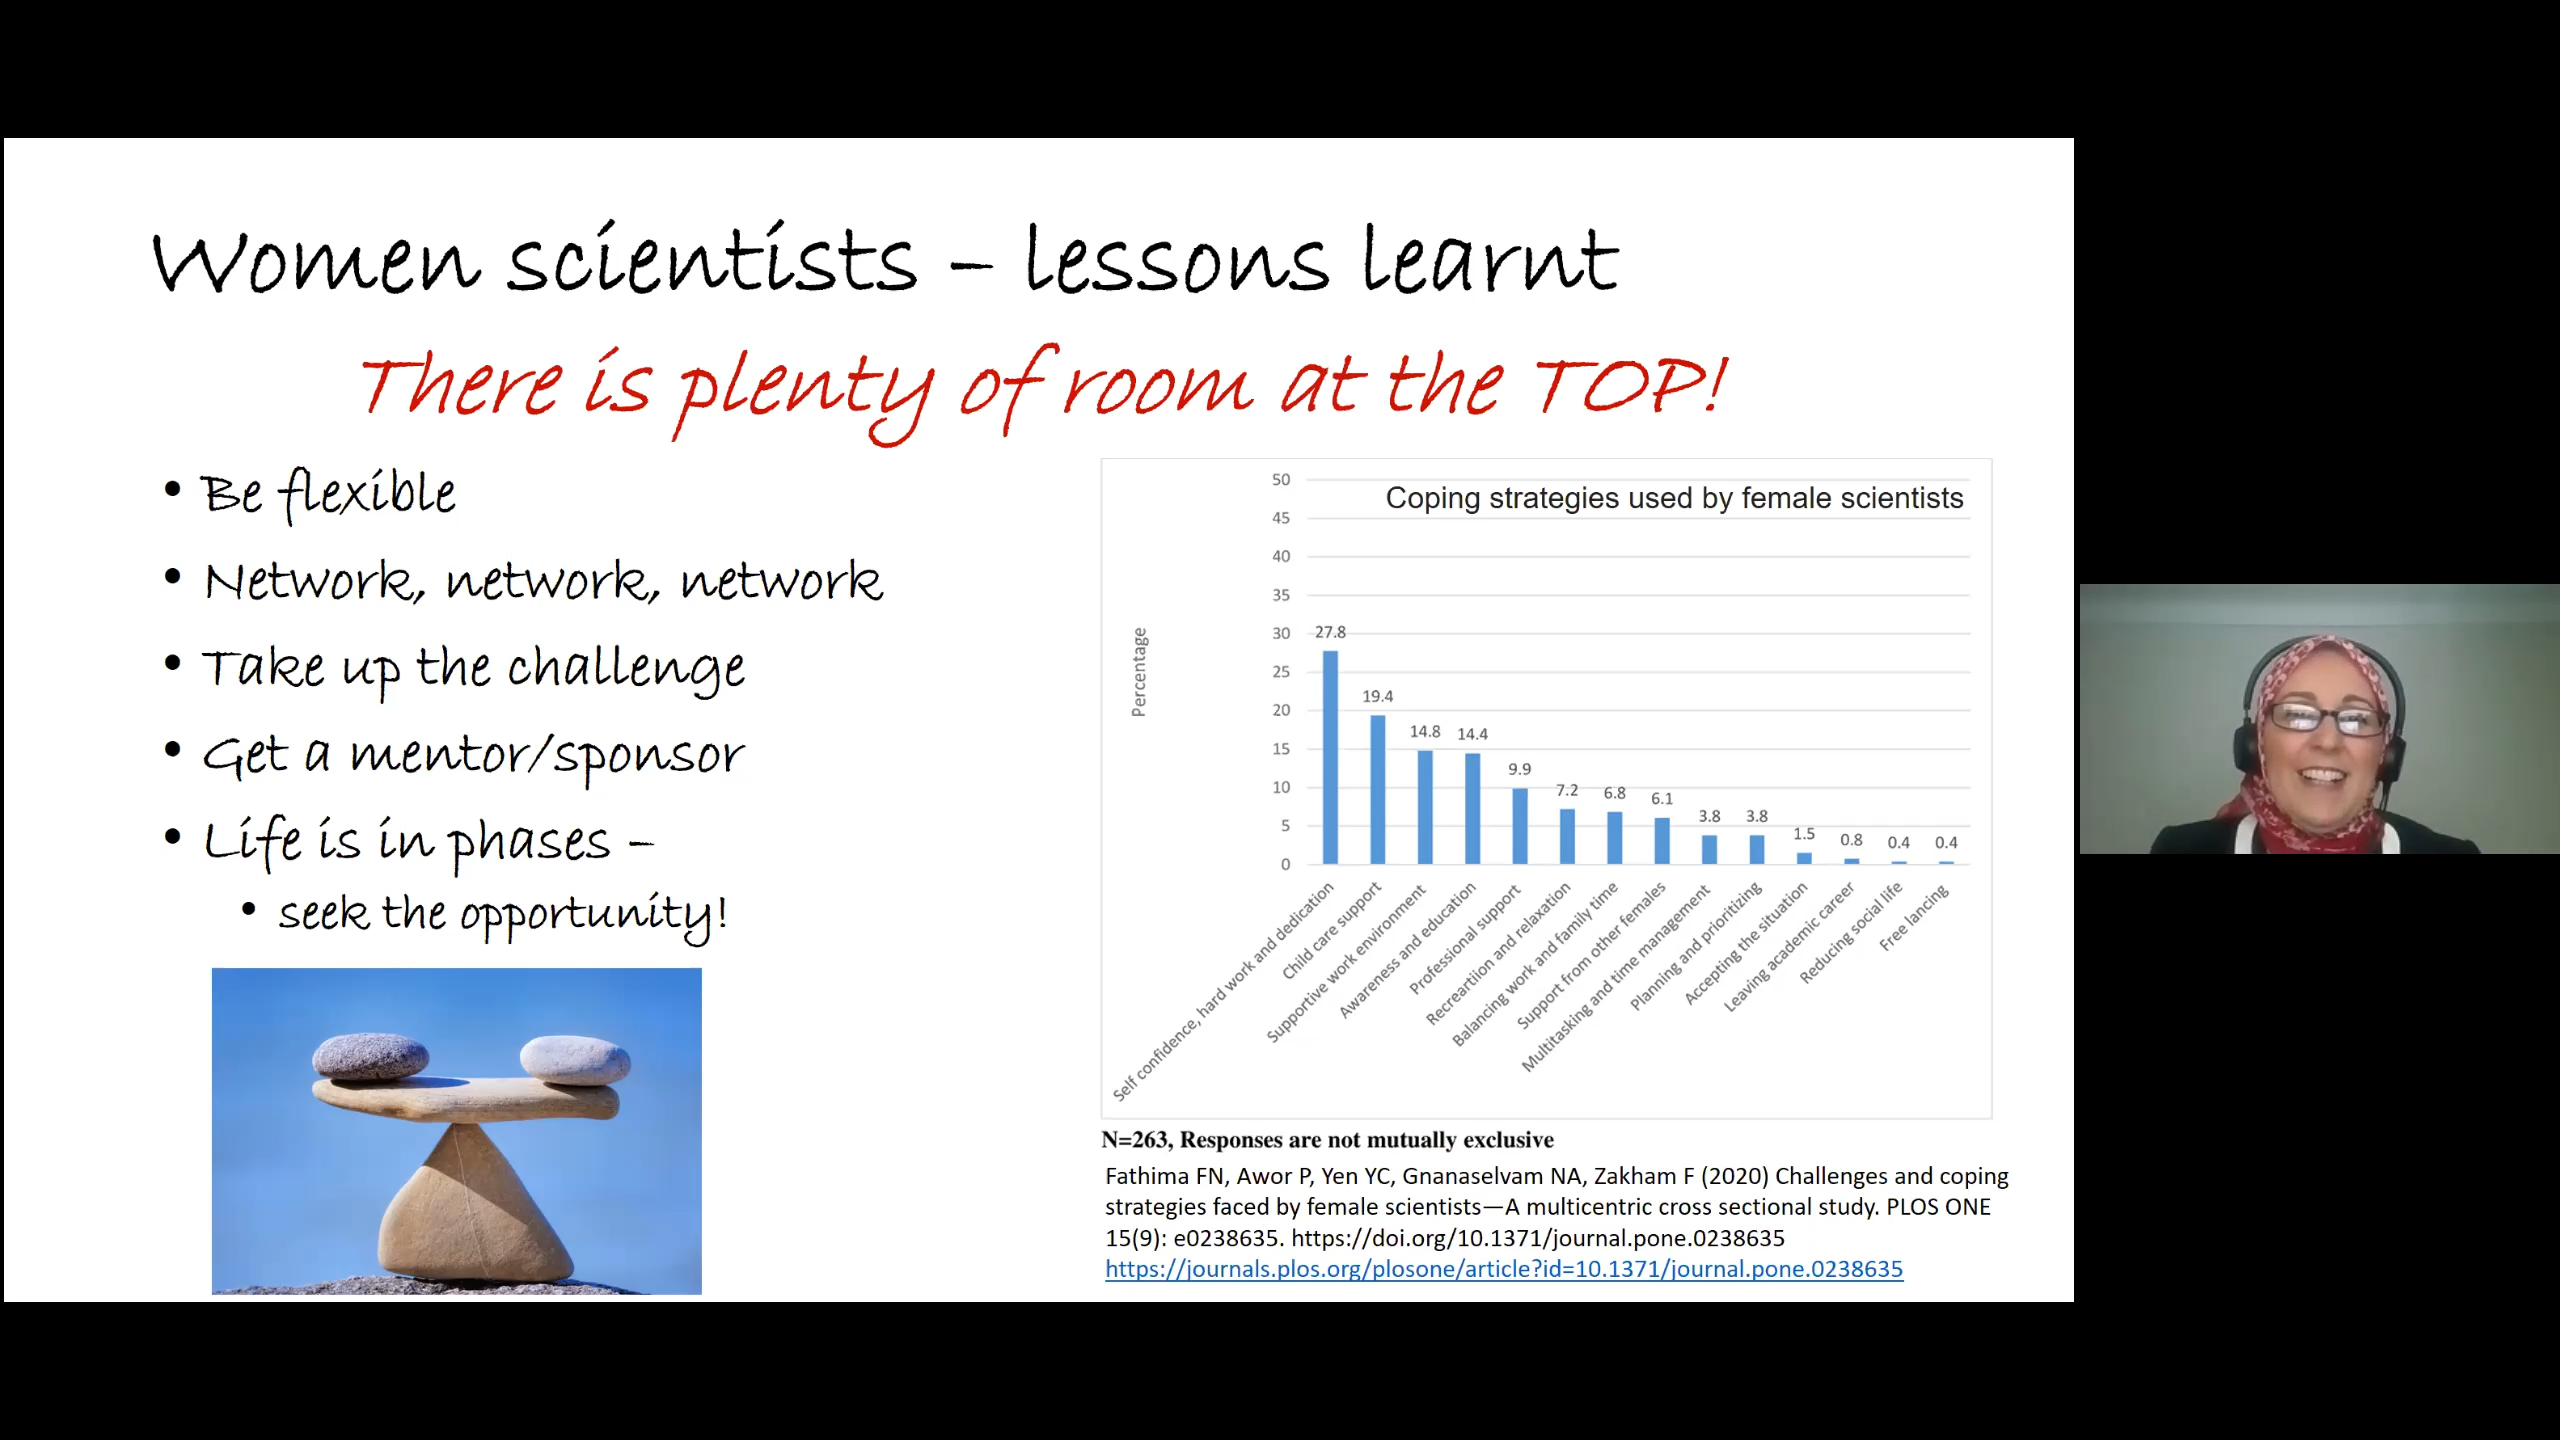 Women scientists – lessons learnt
There is plenty of room at the TOP!
• Be flexible
• Network, network, network
• Take up the challenge
• Get a mentor/sponsor
• Life is in phases –
• seek the opportunity!
Coping strategies used by female scientists
Percentage
50
45
40
35
30
25
20
15
10
5
0
27.8
19.4
14.8
14.4
9.9
7.2
6.8
6.1
3.8
3.8
1.5
0.8
0.4
0.4
Self confidence, hard work and dedication
Child care support
Supportive work environment
Awareness and education
Professional support
Recreartiion and relaxation
Balancing work and family time
Support from other females
Multitasking and time management
Planning and prioritizing
Accepting the situation
Leaving academic career
Reducing social life
Free lancing
N=263, Responses are not mutually exclusive
Fathima FN, Awor P, Yen YC, Gnanaselvam NA, Zakham F (2020) Challenges and coping
strategies faced by female scientists—A multicentric cross sectional study. PLOS ONE
15(9): e0238635. https://doi.org/10.1371/journal.pone.0238635
https://journals.plos.org/plosone/article?id=10.1371/journal.pone.0238635